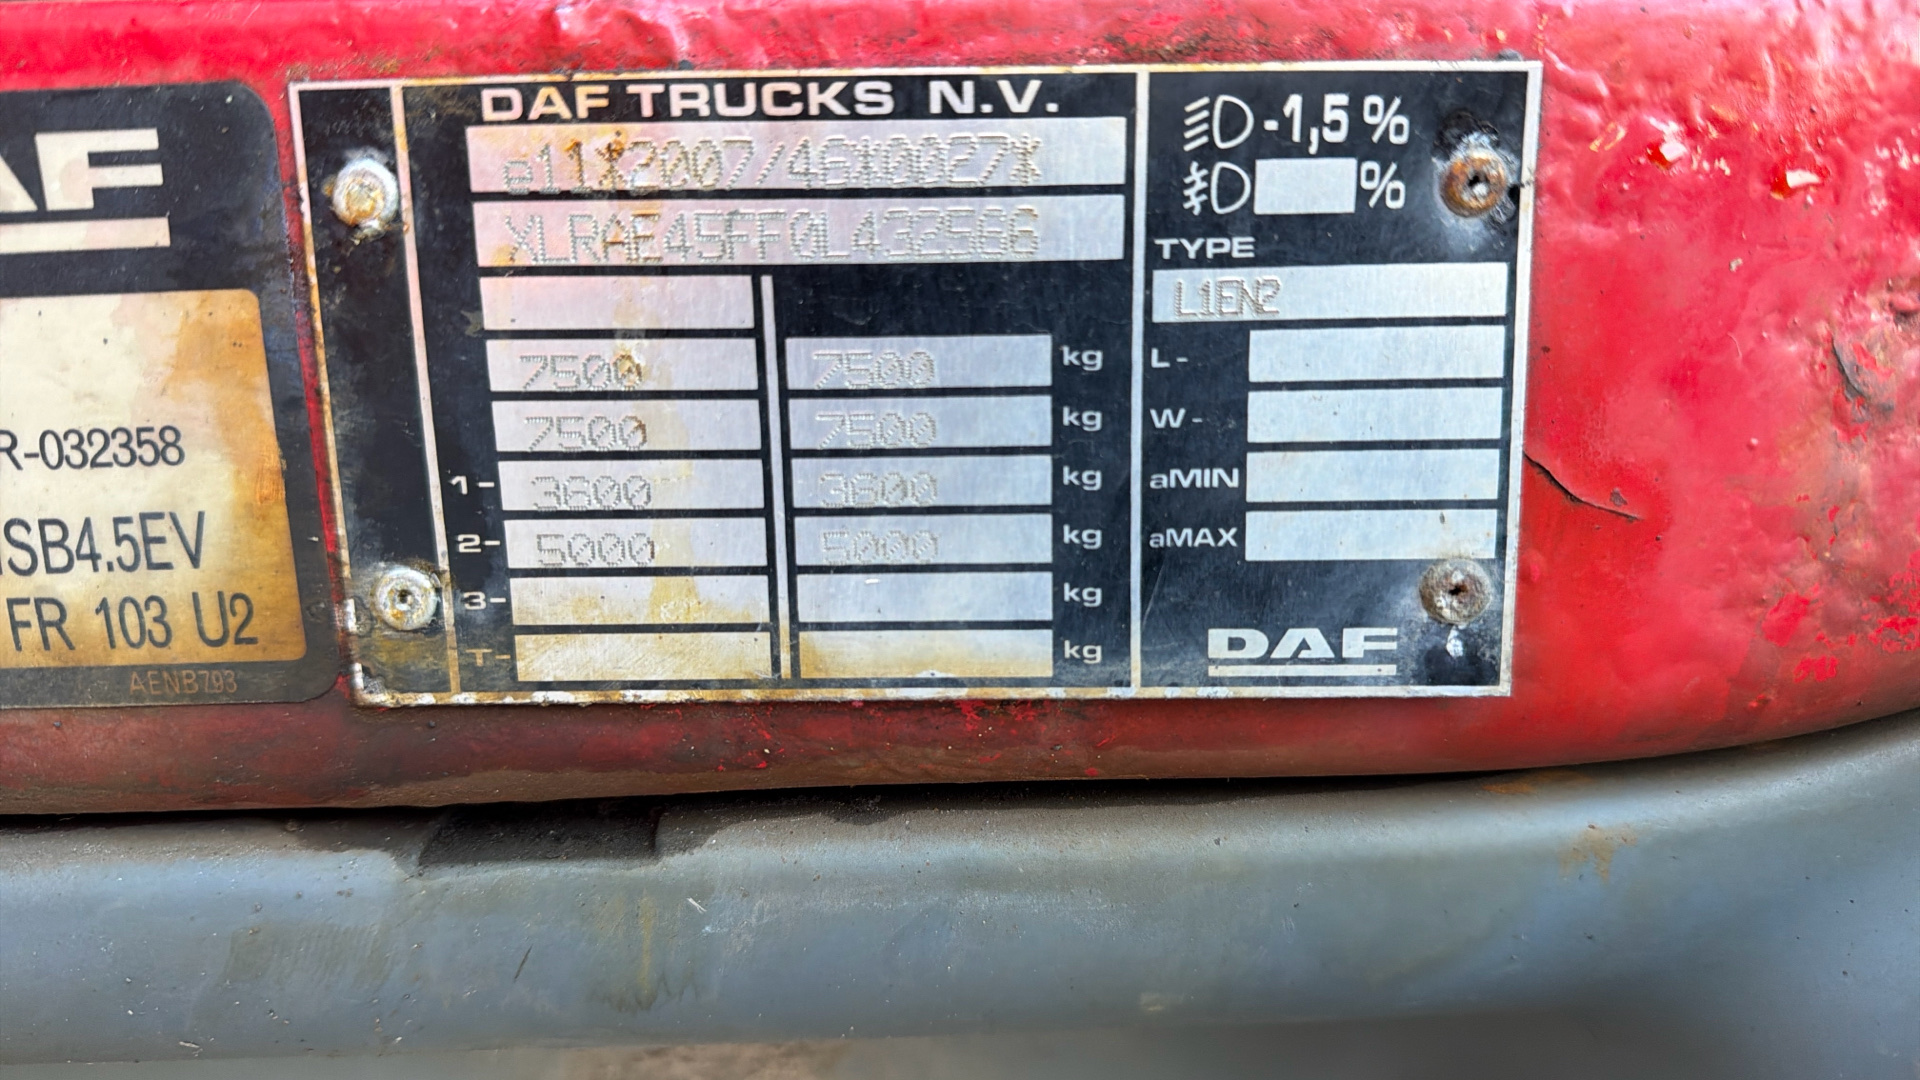 DAF
R-032358
ISB4.5EV
FR 103 U2
AENB793
DAF TRUCKS N.V.
e11*2007/46*0027*
XLRAE45FF0L432566
7500 7500 kg
7500 7500 kg
1- 3600 3600 kg
2- 5000 5000 kg
3- kg
T- kg
-1,5%
%
TYPE
L1EN2
L-
W-
aMIN
aMAX
DAF